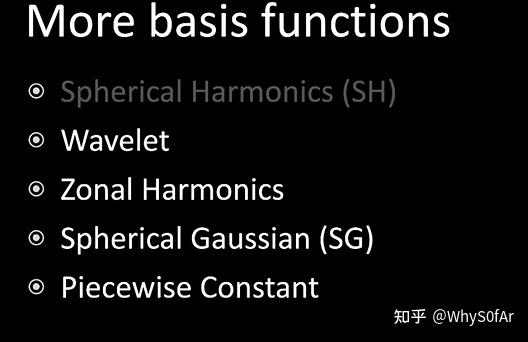 More basis functions
Spherical Harmonics (SH)
Wavelet
Zonal Harmonics
Spherical Gaussian (SG)
Piecewise Constant
知乎 @WhyS0fAr